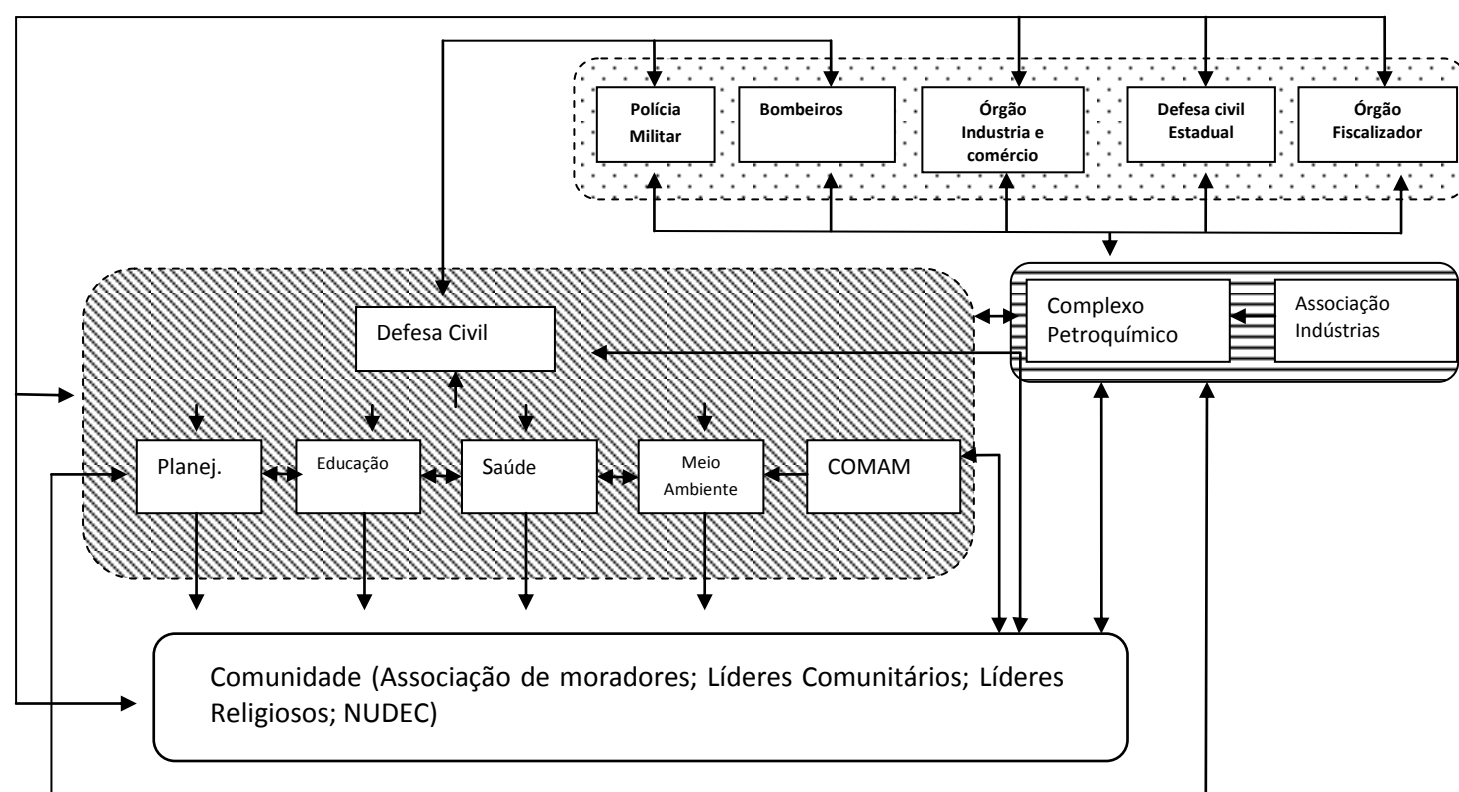 Polícia
Militar
Bombeiros
Órgão
Industria e
comércio
Defesa civil
Estadual
Órgão
Fiscalizador
Complexo
Petroquímico
Associação
Indústrias
Defesa Civil
Planej.
Educação
Saúde
Meio
Ambiente
COMAM
Comunidade (Associação de moradores; Líderes Comunitários; Líderes
Religiosos; NUDEC)